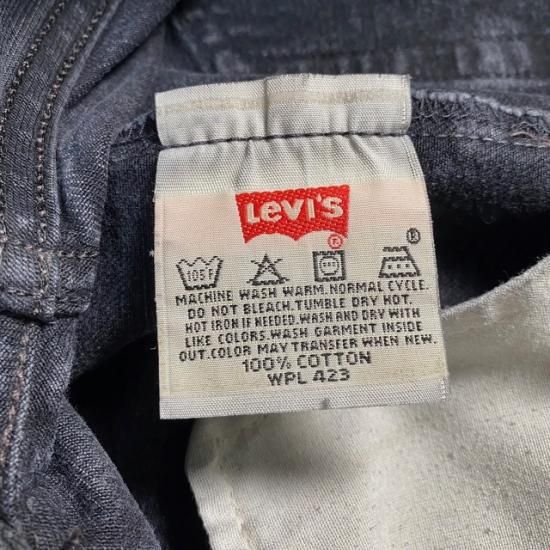 Levi's
R
105°F
R
MACHINE WASH WARM.NORMAL CYCLE.
DO NOT BLEACH.TUMBLE DRY HOT.
HOT IRON IF NEEDED.WASH AND DRY WITH
LIKE COLORS.WASH GARMENT INSIDE
OUT.COLOR MAY TRANSFER WHEN NEW.
100% COTTON
WPL 423